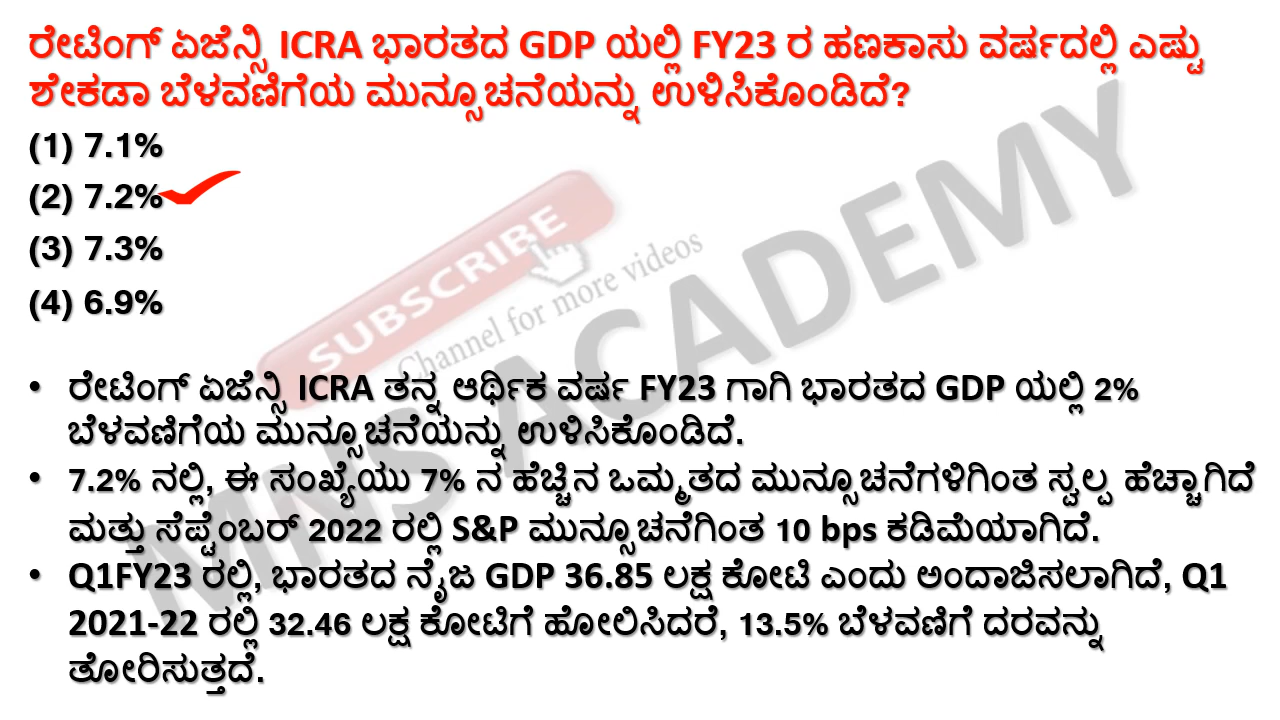 ರೇಟಿಂಗ್ ಏಜೆನ್ಸಿ ICRA ಭಾರತದ GDP ಯಲ್ಲಿ FY23 ರ ಹಣಕಾಸು ವರ್ಷದಲ್ಲಿ ಎಷ್ಟು
ಶೇಕಡಾ ಬೆಳವಣಿಗೆಯ ಮುನ್ಸೂಚನೆಯನ್ನು ಉಳಿಸಿಕೊಂಡಿದೆ?
(1) 7.1%
(2) 7.2%
(3) 7.3%
(4) 6.9%
SUBSCRIBE
Channel for more videos
MNS ACADEMY
• ರೇಟಿಂಗ್ ಏಜೆನ್ಸಿ ICRA ತನ್ನ ಆರ್ಥಿಕ ವರ್ಷ FY23 ಗಾಗಿ ಭಾರತದ GDP ಯಲ್ಲಿ 2%
ಬೆಳವಣಿಗೆಯ ಮುನ್ಸೂಚನೆಯನ್ನು ಉಳಿಸಿಕೊಂಡಿದೆ.
• 7.2% ನಲ್ಲಿ, ಈ ಸಂಖ್ಯೆಯು 7% ನ ಹೆಚ್ಚಿನ ಒಮ್ಮತದ ಮುನ್ಸೂಚನೆಗಳಿಗಿಂತ ಸ್ವಲ್ಪ ಹೆಚ್ಚಾಗಿದೆ
ಮತ್ತು ಸೆಪ್ಟೆಂಬರ್ 2022 ರಲ್ಲಿ S&P ಮುನ್ಸೂಚನೆಗಿಂತ 10 bps ಕಡಿಮೆಯಾಗಿದೆ.
• Q1FY23 ರಲ್ಲಿ, ಭಾರತದ ನೈಜ GDP 36.85 ಲಕ್ಷ ಕೋಟಿ ಎಂದು ಅಂದಾಜಿಸಲಾಗಿದೆ, Q1
2021-22 ರಲ್ಲಿ 32.46 ಲಕ್ಷ ಕೋಟಿಗೆ ಹೋಲಿಸಿದರೆ, 13.5% ಬೆಳವಣಿಗೆ ದರವನ್ನು
ತೋರಿಸುತ್ತದೆ.